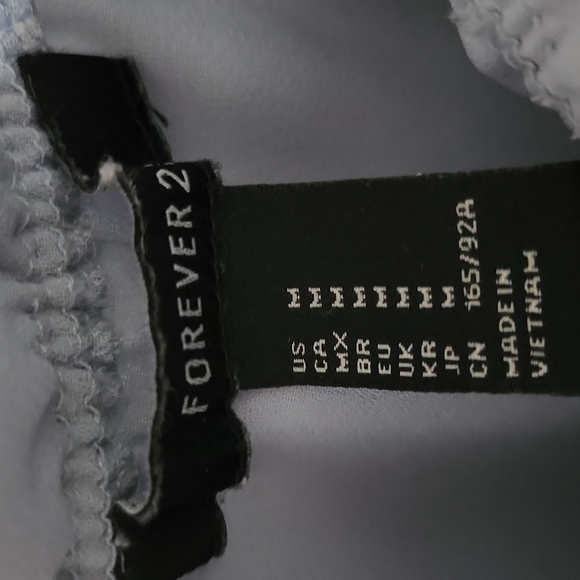 FOREVER 2
US M
CA M
MX M
BR M
EU M
UK M
KR M
JP M
CN 165/92A
MADE IN
VIETNAM